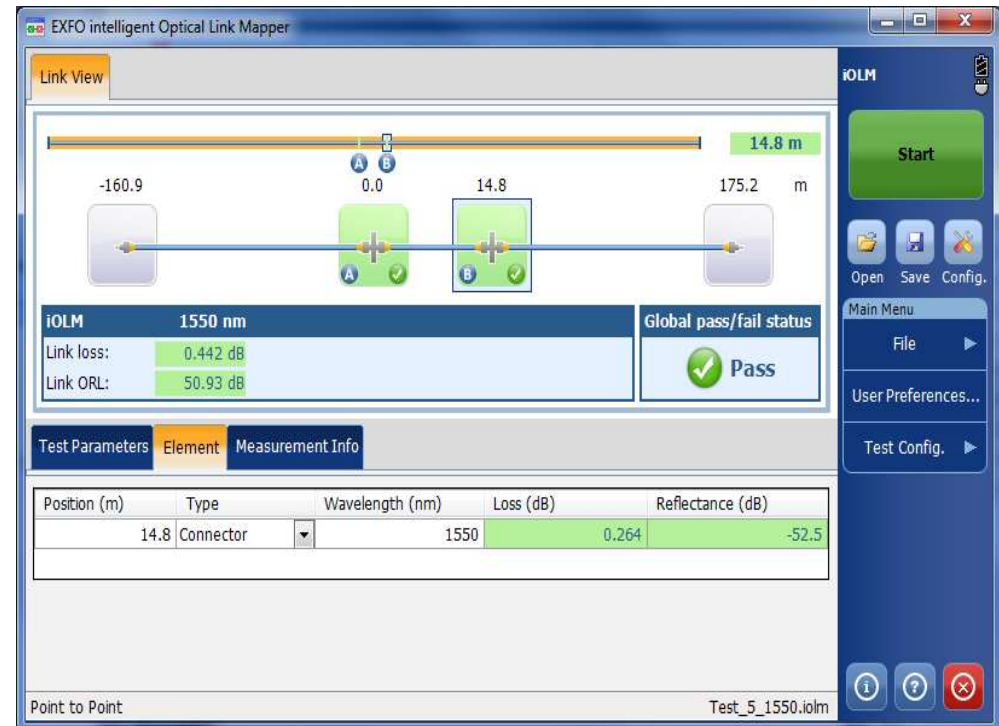 EXFO intelligent Optical Link Mapper
Link View
14.8 m
A B
-160.9 0.0 14.8 175.2 m
A B
iOLM 1550 nm
Link loss: 0.442 dB
Link ORL: 50.93 dB
Global pass/fail status
Pass
Test Parameters Element Measurement Info
Position (m) Type Wavelength (nm) Loss (dB) Reflectance (dB)
14.8 Connector 1550 0.264 -52.5
Point to Point Test_5_1550.iolm
iOLM
Start
Open Save Config.
Main Menu
File
User Preferences...
Test Config.